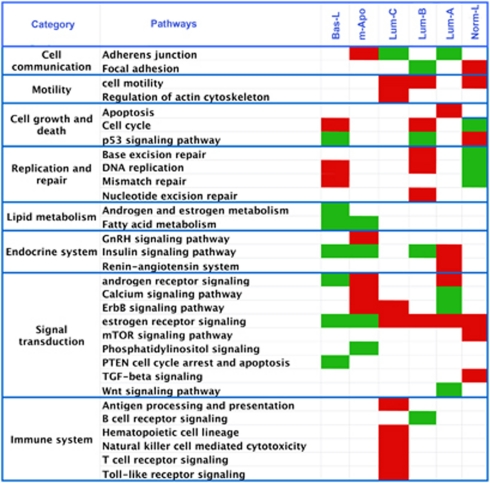 Category Pathways Bas-L m-Apo Lum-C Lum-B Lum-A Norm-L
Cell communication Adherens junction
Focal adhesion
Motility cell motility
Regulation of actin cytoskeleton
Cell growth and death Apoptosis
Cell cycle
p53 signaling pathway
Replication and repair Base excision repair
DNA replication
Mismatch repair
Nucleotide excision repair
Lipid metabolism Androgen and estrogen metabolism
Fatty acid metabolism
Endocrine system GnRH signaling pathway
Insulin signaling pathway
Renin-angiotensin system
Signal transduction androgen receptor signaling
Calcium signaling pathway
ErbB signaling pathway
estrogen receptor signaling
mTOR signaling pathway
Phosphatidylinositol signaling
PTEN cell cycle arrest and apoptosis
TGF-beta signaling
Wnt signaling pathway
Immune system Antigen processing and presentation
B cell receptor signaling
Hematopoietic cell lineage
Natural killer cell mediated cytotoxicity
T cell receptor signaling
Toll-like receptor signaling